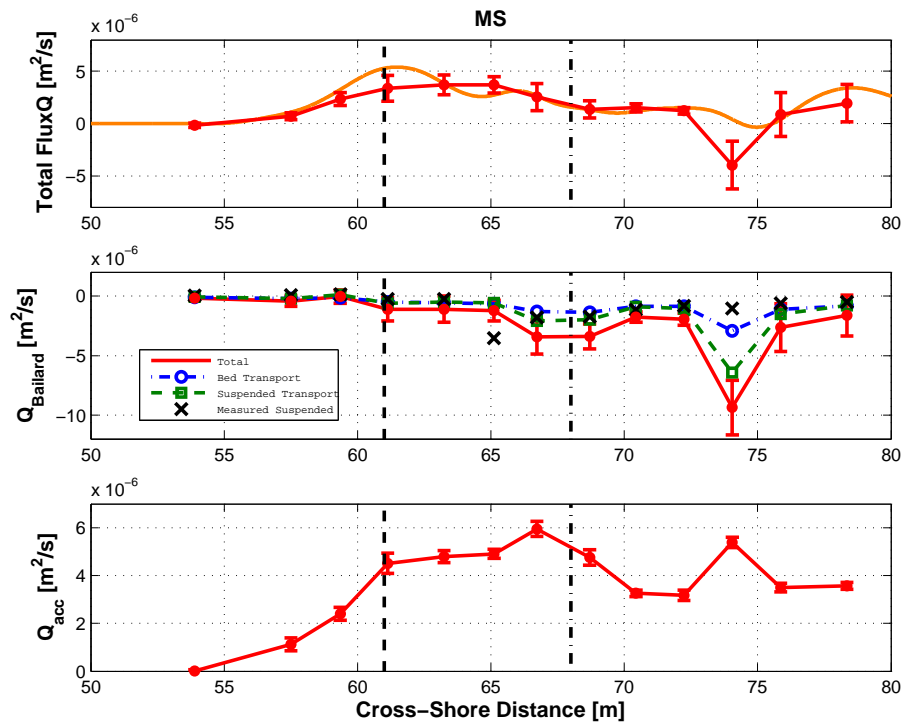 MS
x 10⁻⁶
5
0
−5
Total FluxQ [m²/s]
50 55 60 65 70 75 80
x 10⁻⁶
0
−5
−10
Q_Bailard [m²/s]
Total
Bed Transport
Suspended Transport
Measured Suspended
50 55 60 65 70 75 80
x 10⁻⁶
6
4
2
0
Q_acc [m²/s]
50 55 60 65 70 75 80
Cross−Shore Distance [m]